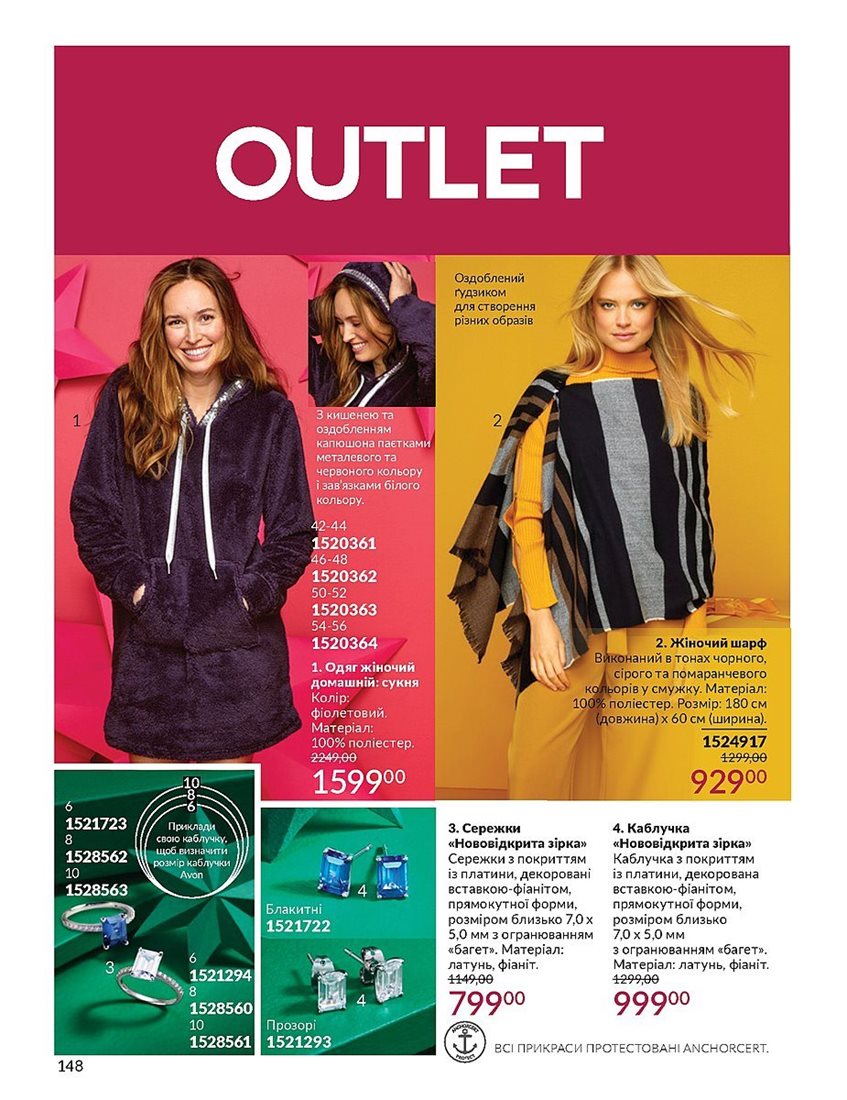 OUTLET
1
З кишенею та
оздобленням
капюшона паєтками
металевого та
червоного кольору
і зав'язками білого
кольору.
42-44
1520361
46-48
1520362
50-52
1520363
54-56
1520364
1. Одяг жіночий
домашній: сукня
Колір:
фіолетовий.
Матеріал:
100% поліестер.
2249,00
1599⁰⁰
Оздоблений
ґудзиком
для створення
різних образів
2
2. Жіночий шарф
Виконаний в тонах чорного,
сірого та помаранчевого
кольорів у смужку. Матеріал:
100% поліестер. Розмір: 180 см
(довжина) х 60 см (ширина).
1524917
1299,00
929⁰⁰
6
1521723
8
1528562
10
1528563
10
8
6
Приклади
свою каблучку,
щоб визначити
розмір каблучки
Avon
3
6
1521294
8
1528560
10
1528561
4
Блакитні
1521722
4
Прозорі
1521293
3. Сережки
«Нововідкрита зірка»
Сережки з покриттям
із платини, декоровані
вставкою-фіанітом,
прямокутної форми,
розміром близько 7,0 х
5,0 мм з огранюванням
«багет». Матеріал:
латунь, фіаніт.
1149,00
799⁰⁰
4. Каблучка
«Нововідкрита зірка»
Каблучка з покриттям
із платини, декорована
вставкою-фіанітом,
прямокутної форми,
розміром близько
7,0 х 5,0 мм
з огранюванням «багет».
Матеріал: латунь, фіаніт.
1299,00
999⁰⁰
ANCHORCERT
PROTECT
ВСІ ПРИКРАСИ ПРОТЕСТОВАНІ ANCHORCERT.
148